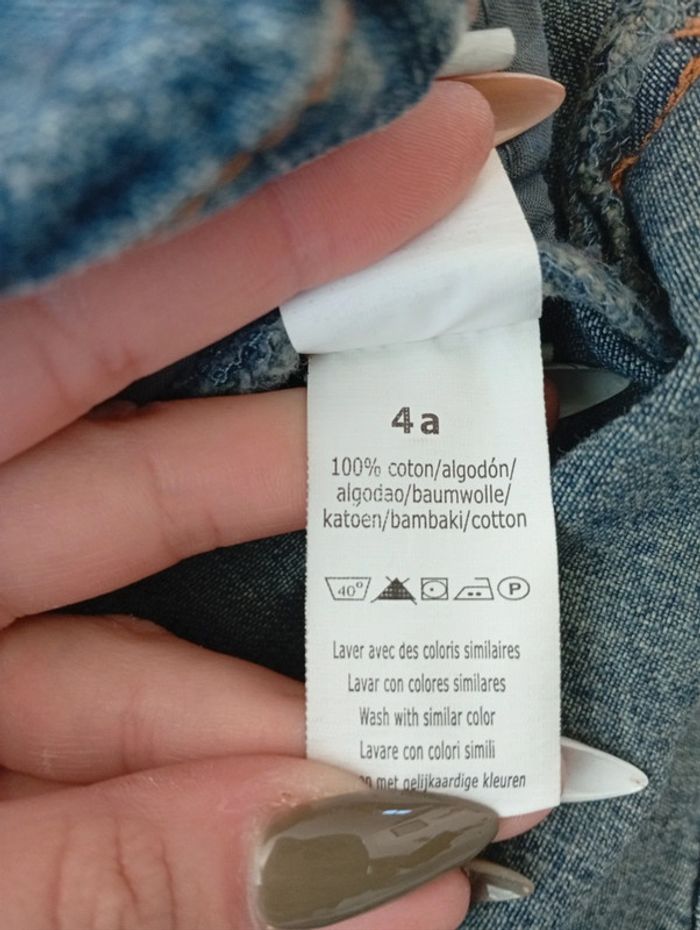 4 a
100% coton/algodón/
algodao/baumwolle/
katoen/bambaki/cotton
40° P
Laver avec des coloris similaires
Lavar con colores similares
Wash with similar color
Lavare con colori simili
met gelijkaardige kleuren